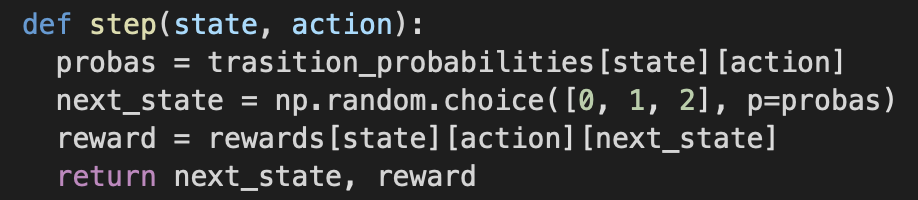 def step(state, action):
  probas = trasition_probabilities[state][action]
  next_state = np.random.choice([0, 1, 2], p=probas)
  reward = rewards[state][action][next_state]
  return next_state, reward